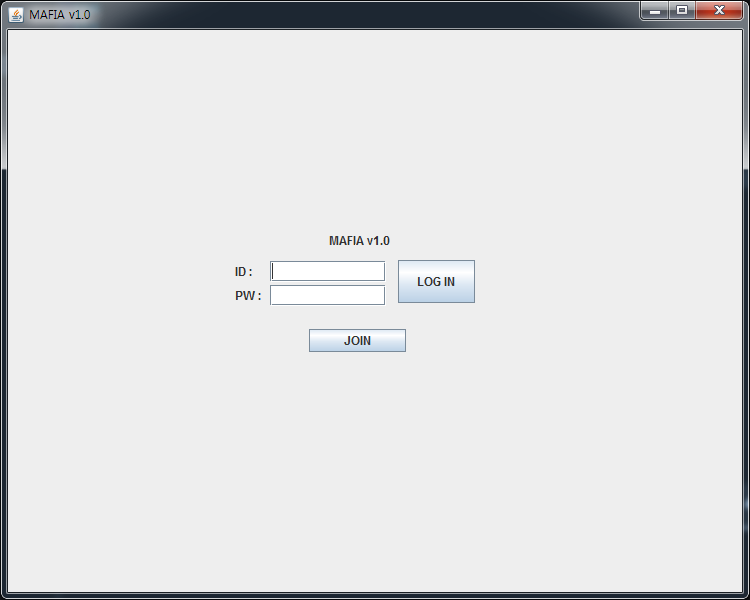 MAFIA v1.0
MAFIA v1.0
ID :
LOG IN
PW :
JOIN